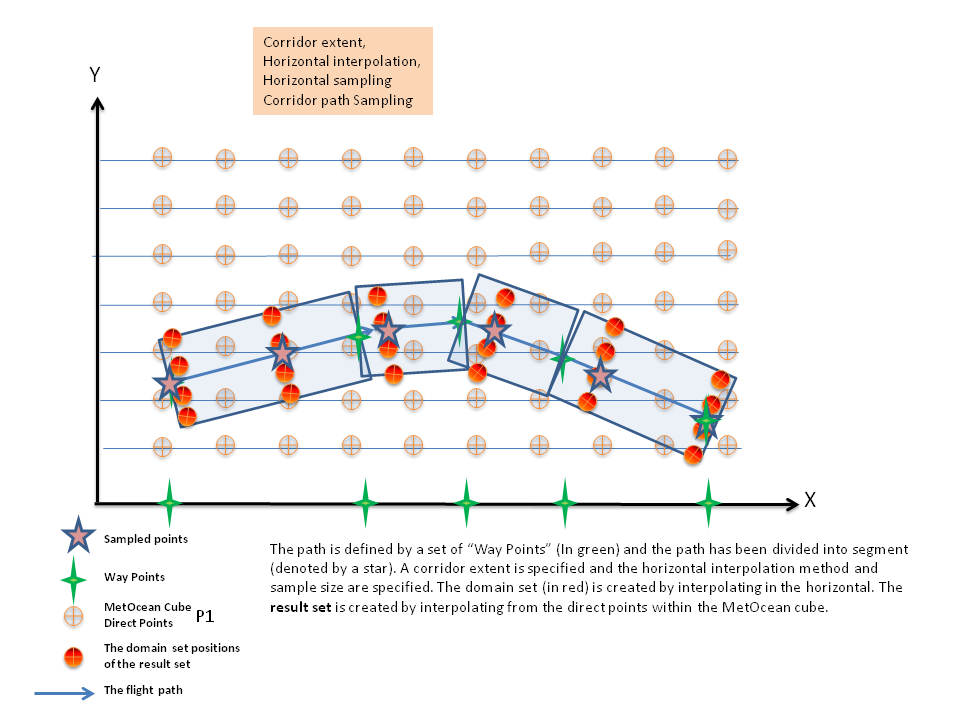 Corridor extent,
Horizontal interpolation,
Horizontal sampling
Corridor path Sampling
Y
X
Sampled points
Way Points
MetOcean Cube
Direct Points
P1
The domain set positions
of the result set
The flight path
The path is defined by a set of “Way Points” (In green) and the path has been divided into segment
(denoted by a star). A corridor extent is specified and the horizontal interpolation method and
sample size are specified. The domain set (in red) is created by interpolating in the horizontal. The
result set is created by interpolating from the direct points within the MetOcean cube.